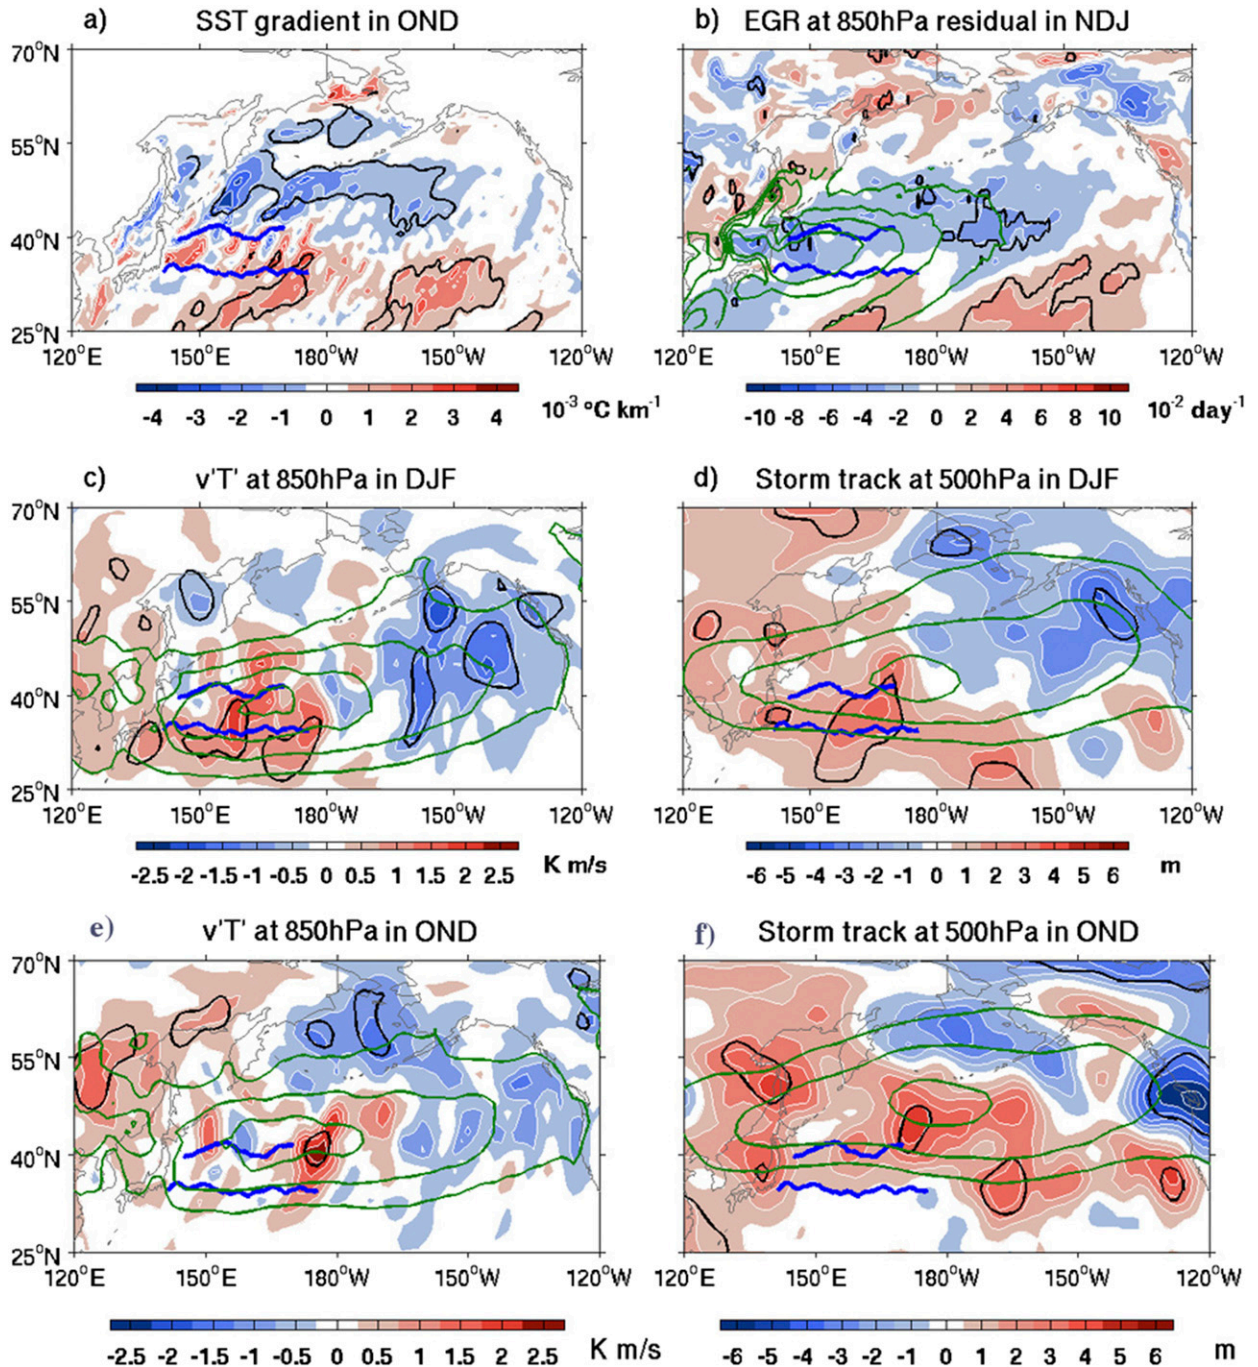 a) SST gradient in OND
b) EGR at 850hPa residual in NDJ
70°N
55°N
40°N
25°N
120°E 150°E 180°W 150°W 120°W
120°E 150°E 180°W 150°W 120°W
70°N
55°N
40°N
25°N
-4 -3 -2 -1 0 1 2 3 4 10⁻³ °C km⁻¹
-10 -8 -6 -4 -2 0 2 4 6 8 10 10⁻² day⁻¹
c) v'T' at 850hPa in DJF
d) Storm track at 500hPa in DJF
70°N
55°N
40°N
25°N
120°E 150°E 180°W 150°W 120°W
70°N
55°N
40°N
25°N
120°E 150°E 180°W 150°W 120°W
-2.5 -2 -1.5 -1 -0.5 0 0.5 1 1.5 2 2.5 K m/s
-6 -5 -4 -3 -2 -1 0 1 2 3 4 5 6 m
e) v'T' at 850hPa in OND
f) Storm track at 500hPa in OND
70°N
55°N
40°N
25°N
120°E 150°E 180°W 150°W 120°W
70°N
55°N
40°N
25°N
120°E 150°E 180°W 150°W 120°W
-2.5 -2 -1.5 -1 -0.5 0 0.5 1 1.5 2 2.5 K m/s
-6 -5 -4 -3 -2 -1 0 1 2 3 4 5 6 m